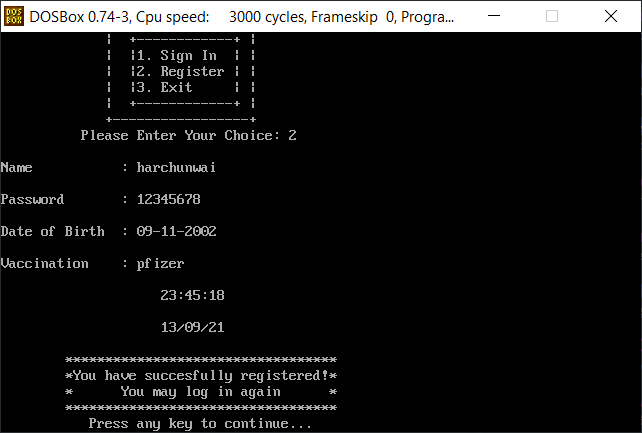 DOSBox 0.74-3, Cpu speed: 3000 cycles, Frameskip 0, Progra...
¦ +------------+ ¦
¦ ¦1. Sign In ¦ ¦
¦ ¦2. Register ¦ ¦
¦ ¦3. Exit ¦ ¦
¦ +------------+ ¦
+-----------------+
Please Enter Your Choice: 2
Name : harchunwai
Password : 12345678
Date of Birth : 09-11-2002
Vaccination : pfizer
23:45:18
13/09/21
**********************************
*You have succesfully registered!*
* You may log in again *
**********************************
Press any key to continue...